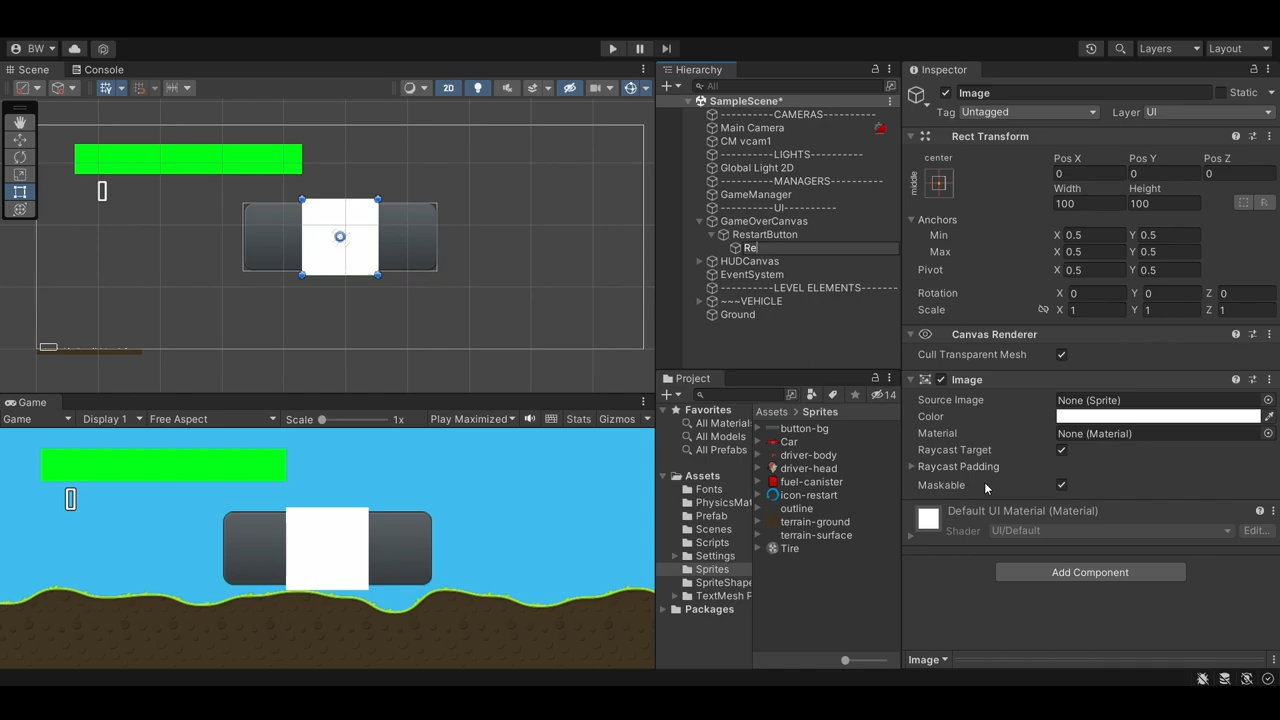 BW
Layers
Layout
Scene
Console
2D
Hierarchy
All
SampleScene*
----------CAMERAS----------
Main Camera
CM vcam1
----------LIGHTS----------
Global Light 2D
----------MANAGERS----------
GameManager
----------UI----------
GameOverCanvas
RestartButton
Re
HUDCanvas
EventSystem
----------LEVEL ELEMENTS-------
~~~VEHICLE
Ground
Inspector
Image
Static
Tag
Untagged
Layer
UI
Rect Transform
center
middle
Pos X
Pos Y
Pos Z
0
0
0
Width
Height
100
100
R
Anchors
Min
X 0.5
Y 0.5
Max
X 0.5
Y 0.5
Pivot
X 0.5
Y 0.5
Rotation
X 0
Y 0
Z 0
Scale
X 1
Y 1
Z 1
Canvas Renderer
Cull Transparent Mesh
Image
Source Image
None (Sprite)
Color
Material
None (Material)
Raycast Target
Raycast Padding
Maskable
Default UI Material (Material)
Shader
UI/Default
Edit...
Add Component
Image
Game
Game
Display 1
Free Aspect
Scale
1x
Play Maximized
Stats
Gizmos
Project
14
Favorites
All Material
All Models
All Prefabs
Assets
Fonts
PhysicsMat
Prefab
Scenes
Scripts
Settings
Sprites
SpriteShape
TextMesh P
Packages
Assets > Sprites
button-bg
Car
driver-body
driver-head
fuel-canister
icon-restart
outline
terrain-ground
terrain-surface
Tire